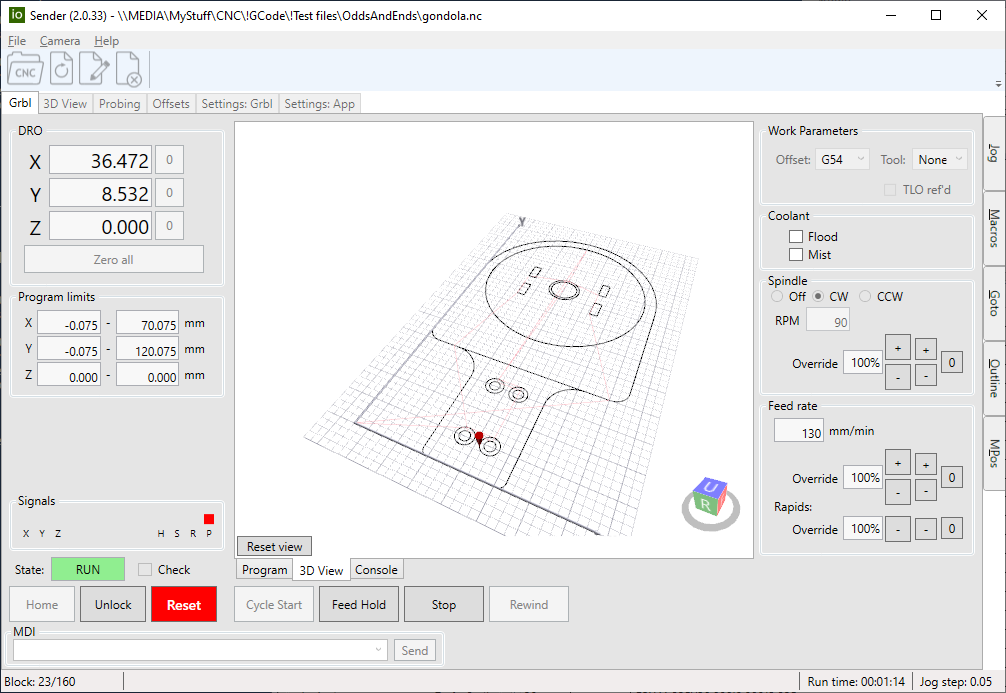 io Sender (2.0.33) - \\MEDIA\MyStuff\CNC\!GCode\!Test files\OddsAndEnds\gondola.nc
File Camera Help
CNC
Grbl 3D View Probing Offsets Settings: Grbl Settings: App
DRO
X 36.472 0
Y 8.532 0
Z 0.000 0
Zero all
Program limits
X -0.075 - 70.075 mm
Y -0.075 - 120.075 mm
Z 0.000 - 0.000 mm
Signals
X Y Z H S R P
State: RUN Check
Home Unlock Reset
Y
U
R
Reset view
Program 3D View Console
Cycle Start Feed Hold Stop Rewind
MDI
Send
Work Parameters
Offset: G54 Tool: None
TLO ref'd
Coolant
Flood
Mist
Spindle
Off CW CCW
RPM 90
Override 100% + + 0
- -
Feed rate
130 mm/min
Override 100% + + 0
- -
Rapids:
Override 100% - - 0
Jog
Macros
Goto
Outline
MPos
Block: 23/160
Run time: 00:01:14 Jog step: 0.05